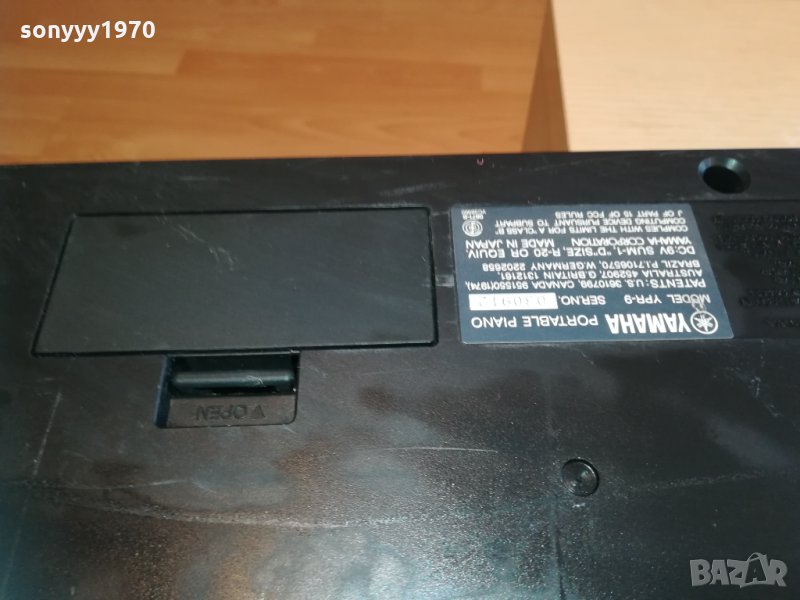 sonyyy1970
YAMAHA PORTABLE PIANO
MODEL YPR-9 SER.NO. 030912
PATENTS: U.S. 3610799, CANADA 951550(1974),
AUSTRALIA 452907, G.BRITAIN 1312161,
BRAZIL P.I.7106570, W.GERMANY 2202658
DC:9V SUM-1, "D"SIZE, R-20 OR EQUIV.
YAMAHA CORPORATION MADE IN JAPAN
COMPLIES WITH THE LIMITS FOR A "CLASS B"
COMPUTING DEVICE PURSUANT TO SUBPART
J OF PART 15 OF FCC RULES
OPEN
BAZAR